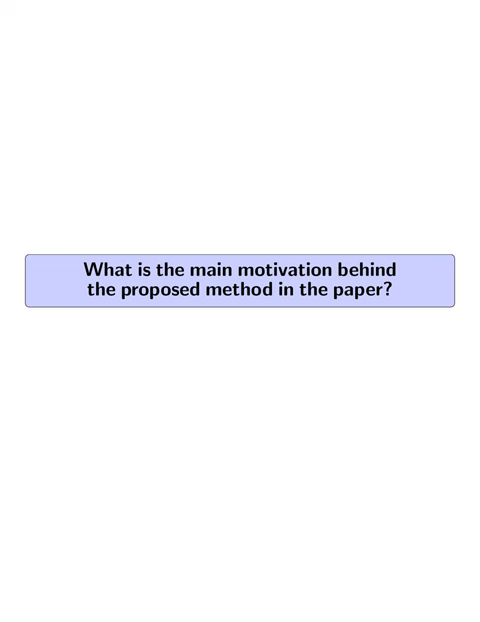 What is the main motivation behind
the proposed method in the paper?